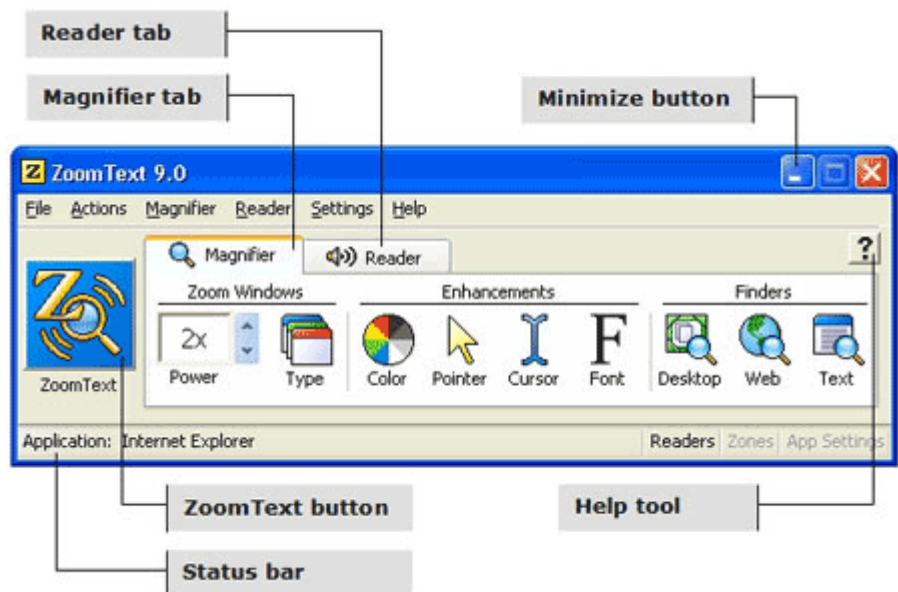 Reader tab
Magnifier tab
Minimize button
ZoomText 9.0
File Actions Magnifier Reader Settings Help
Magnifier Reader ?
Zoom Windows Enhancements Finders
2x
Power Type Color Pointer Cursor Font Desktop Web Text
ZoomText
Application: Internet Explorer Readers Zones App Settings
ZoomText button
Help tool
Status bar